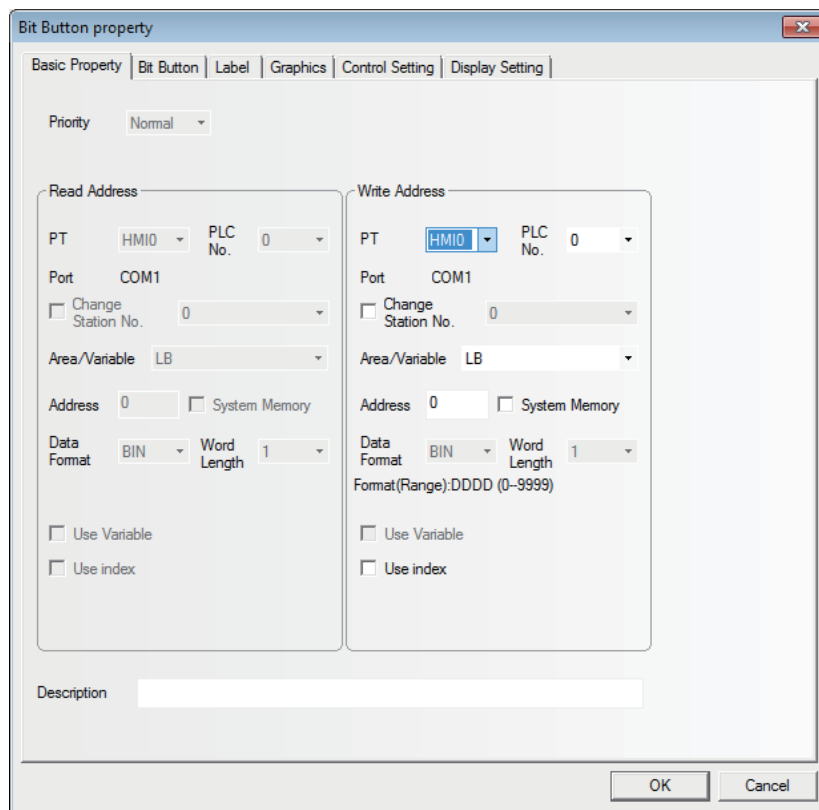 Bit Button property
Basic Property Bit Button Label Graphics Control Setting Display Setting
Priority Normal
Read Address
PT HMI0 PLC No. 0
Port COM1
Change Station No. 0
Area/Variable LB
Address 0 System Memory
Data Format BIN Word Length 1
Use Variable
Use index
Write Address
PT HMI0 PLC No. 0
Port COM1
Change Station No. 0
Area/Variable LB
Address 0 System Memory
Data Format BIN Word Length 1
Format(Range):DDDD (0--9999)
Use Variable
Use index
Description
OK Cancel